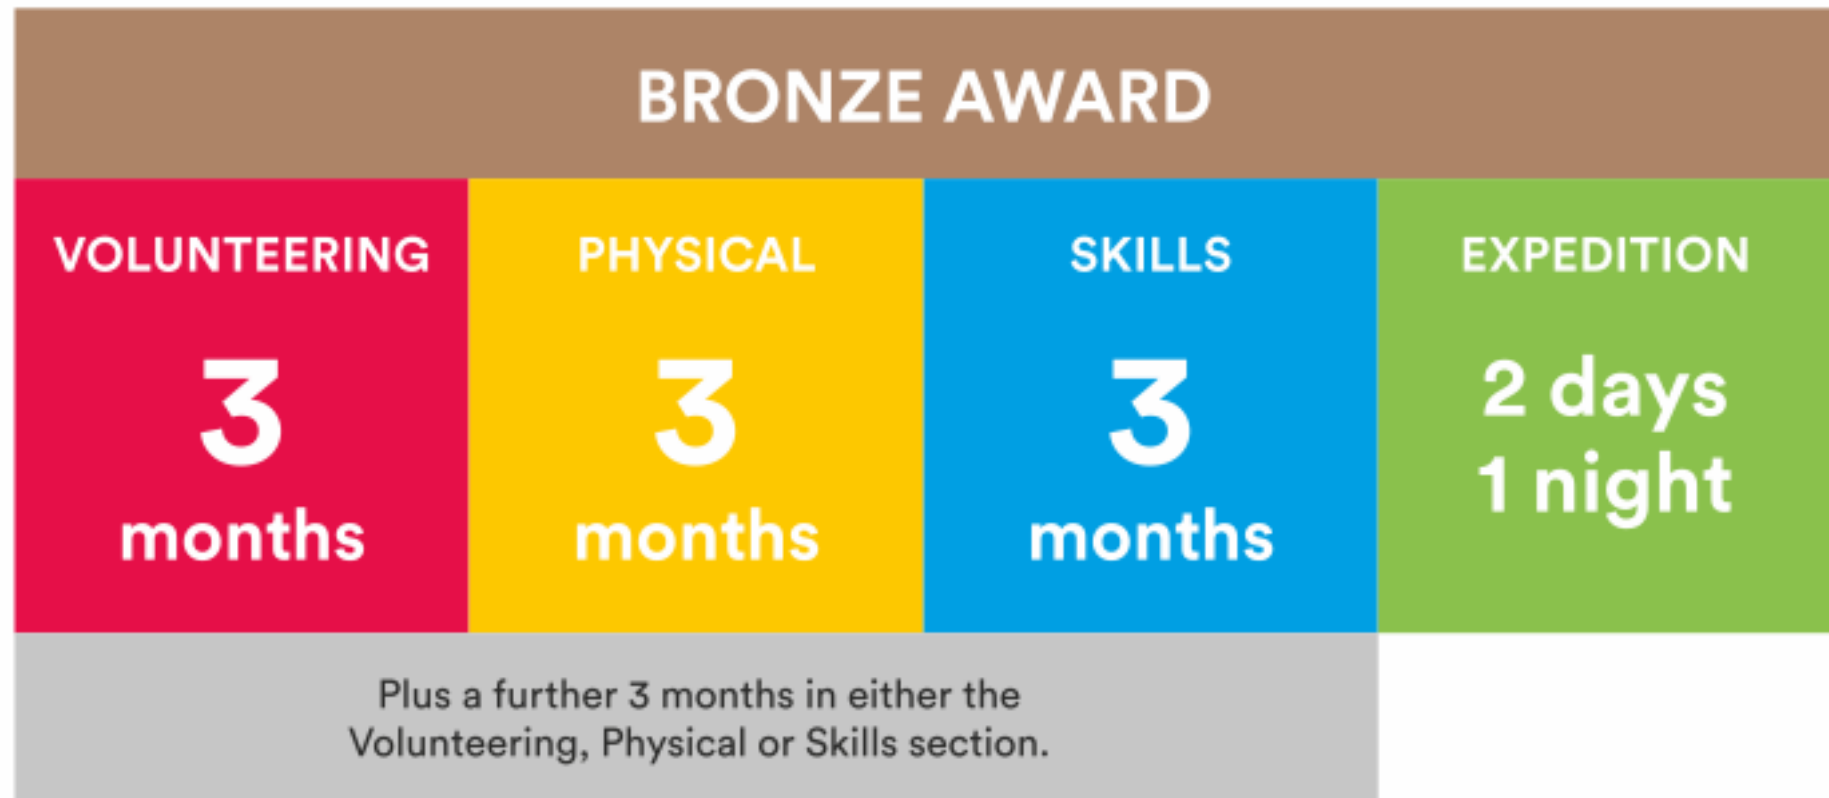 BRONZE AWARD
VOLUNTEERING
3
months
PHYSICAL
3
months
SKILLS
3
months
EXPEDITION
2 days
1 night
Plus a further 3 months in either the
Volunteering, Physical or Skills section.